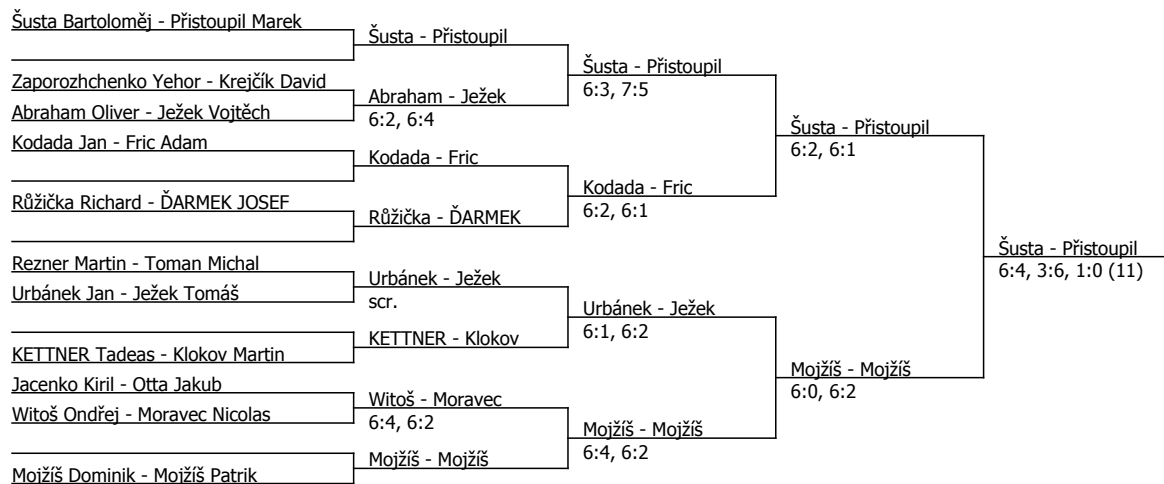 Šusta Bartoloměj - Přistoupil Marek
Šusta - Přistoupil
Zaporozhchenko Yehor - Krejčík David
Šusta - Přistoupil
6:3, 7:5
Abraham - Ježek
6:2, 6:4
Abraham Oliver - Ježek Vojtěch
Šusta - Přistoupil
6:2, 6:1
Kodada Jan - Fric Adam
Kodada - Fric
Kodada - Fric
6:2, 6:1
Růžička Richard - ĎARMEK JOSEF
Růžička - ĎARMEK
Šusta - Přistoupil
6:4, 3:6, 1:0 (11)
Rezner Martin - Toman Michal
Urbánek - Ježek
scr.
Urbánek Jan - Ježek Tomáš
Urbánek - Ježek
6:1, 6:2
KETTNER - Klokov
KETTNER Tadeas - Klokov Martin
Mojžíš - Mojžíš
6:0, 6:2
Jacenko Kiril - Otta Jakub
Witoš - Moravec
6:4, 6:2
Witoš Ondřej - Moravec Nicolas
Mojžíš - Mojžíš
6:4, 6:2
Mojžíš - Mojžíš
Mojžíš Dominik - Mojžíš Patrik